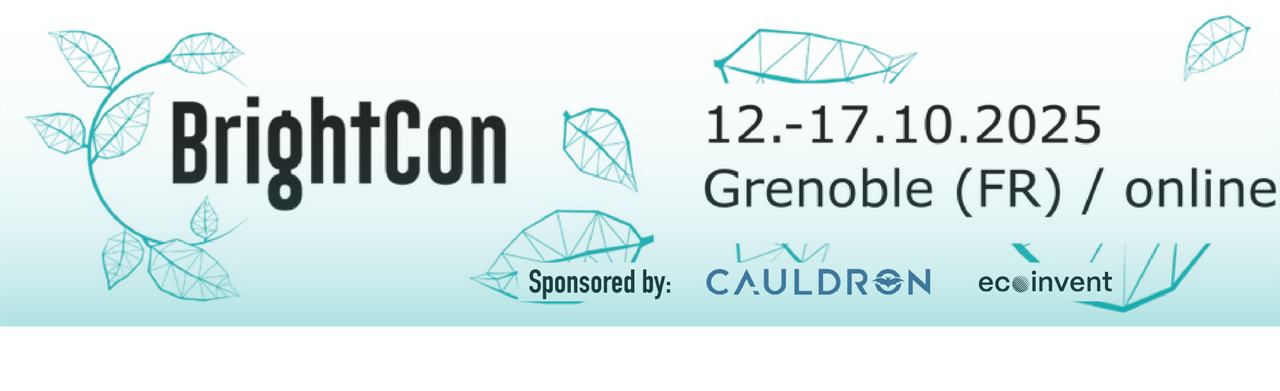 BrightCon
12.-17.10.2025
Grenoble (FR) / online
Sponsored by: CAULDRON ecoinvent